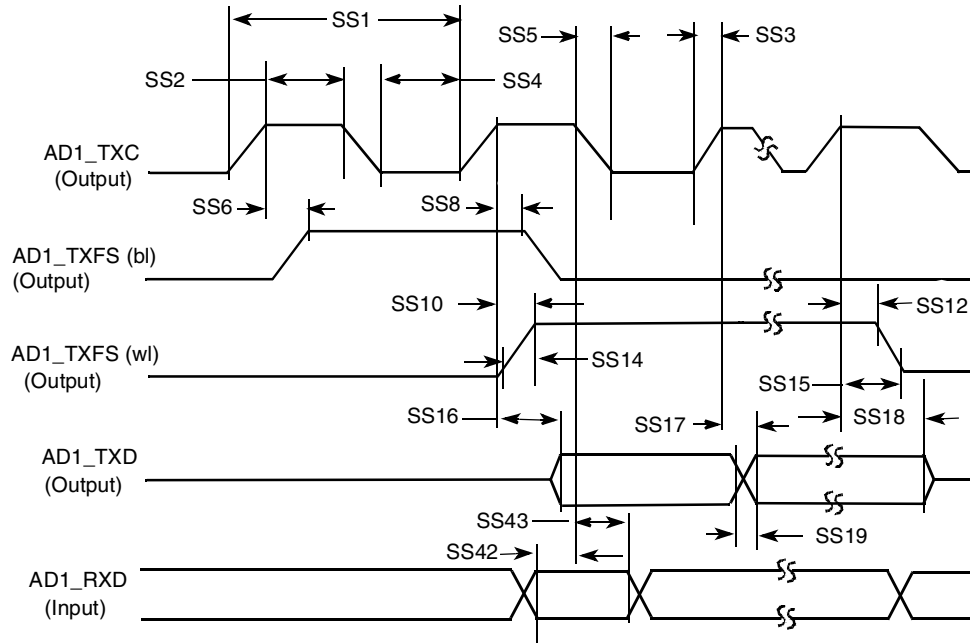 SS1
SS5
SS3
SS2
SS4
AD1_TXC
(Output)
SS6
SS8
AD1_TXFS (bl)
(Output)
SS10
SS12
AD1_TXFS (wl)
(Output)
SS14
SS15
SS16
SS17
SS18
AD1_TXD
(Output)
SS43
SS19
SS42
AD1_RXD
(Input)